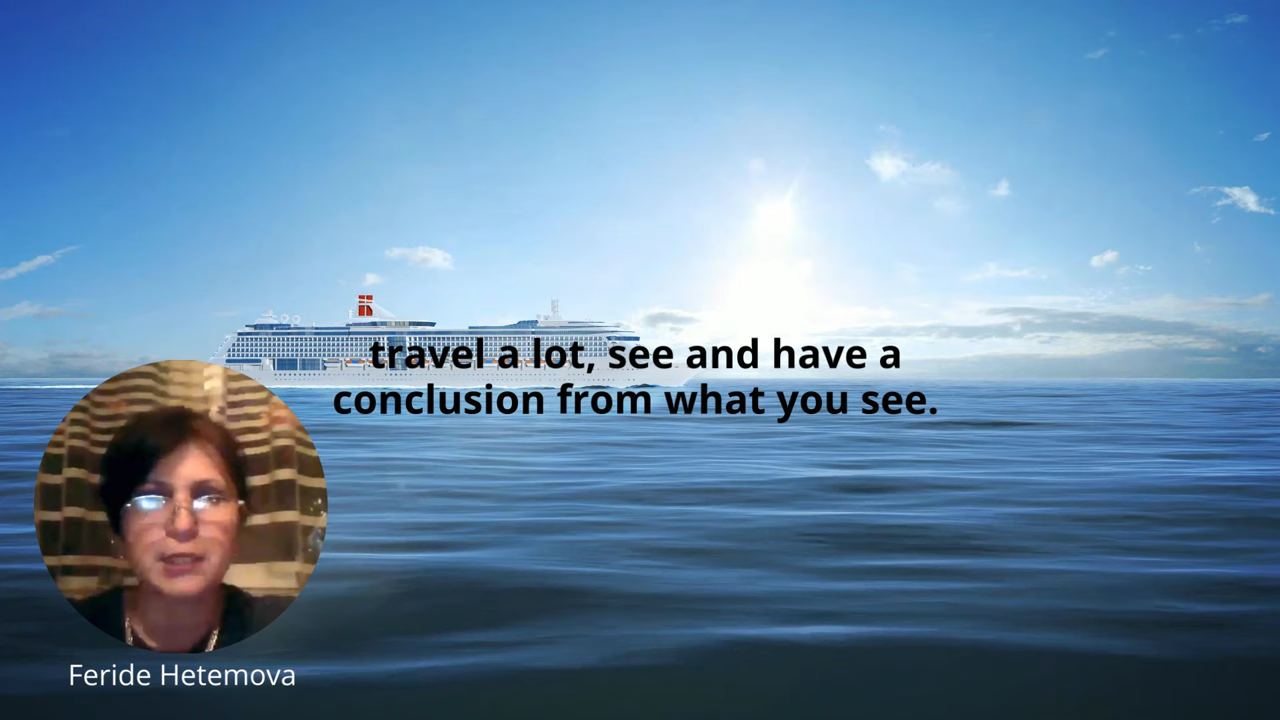 travel a lot, see and have a
conclusion from what you see.
Feride Hetemova